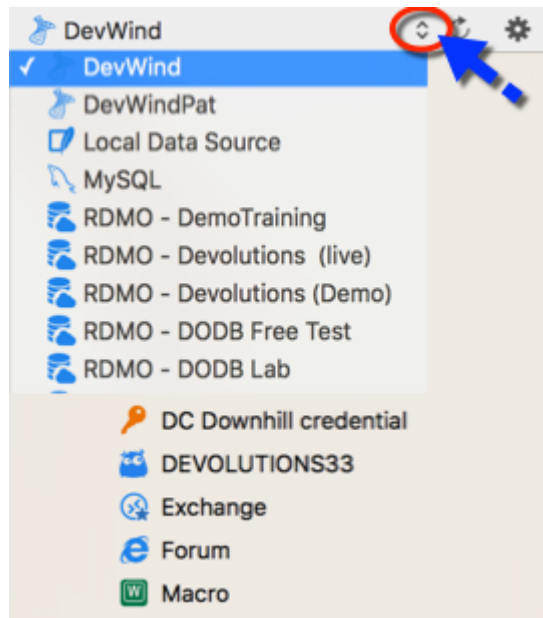 DevWind
DevWind
DevWindPat
Local Data Source
MySQL
RDMO - DemoTraining
RDMO - Devolutions (live)
RDMO - Devolutions (Demo)
RDMO - DODB Free Test
RDMO - DODB Lab
DC Downhill credential
DEVOLUTIONS33
Exchange
Forum
W Macro